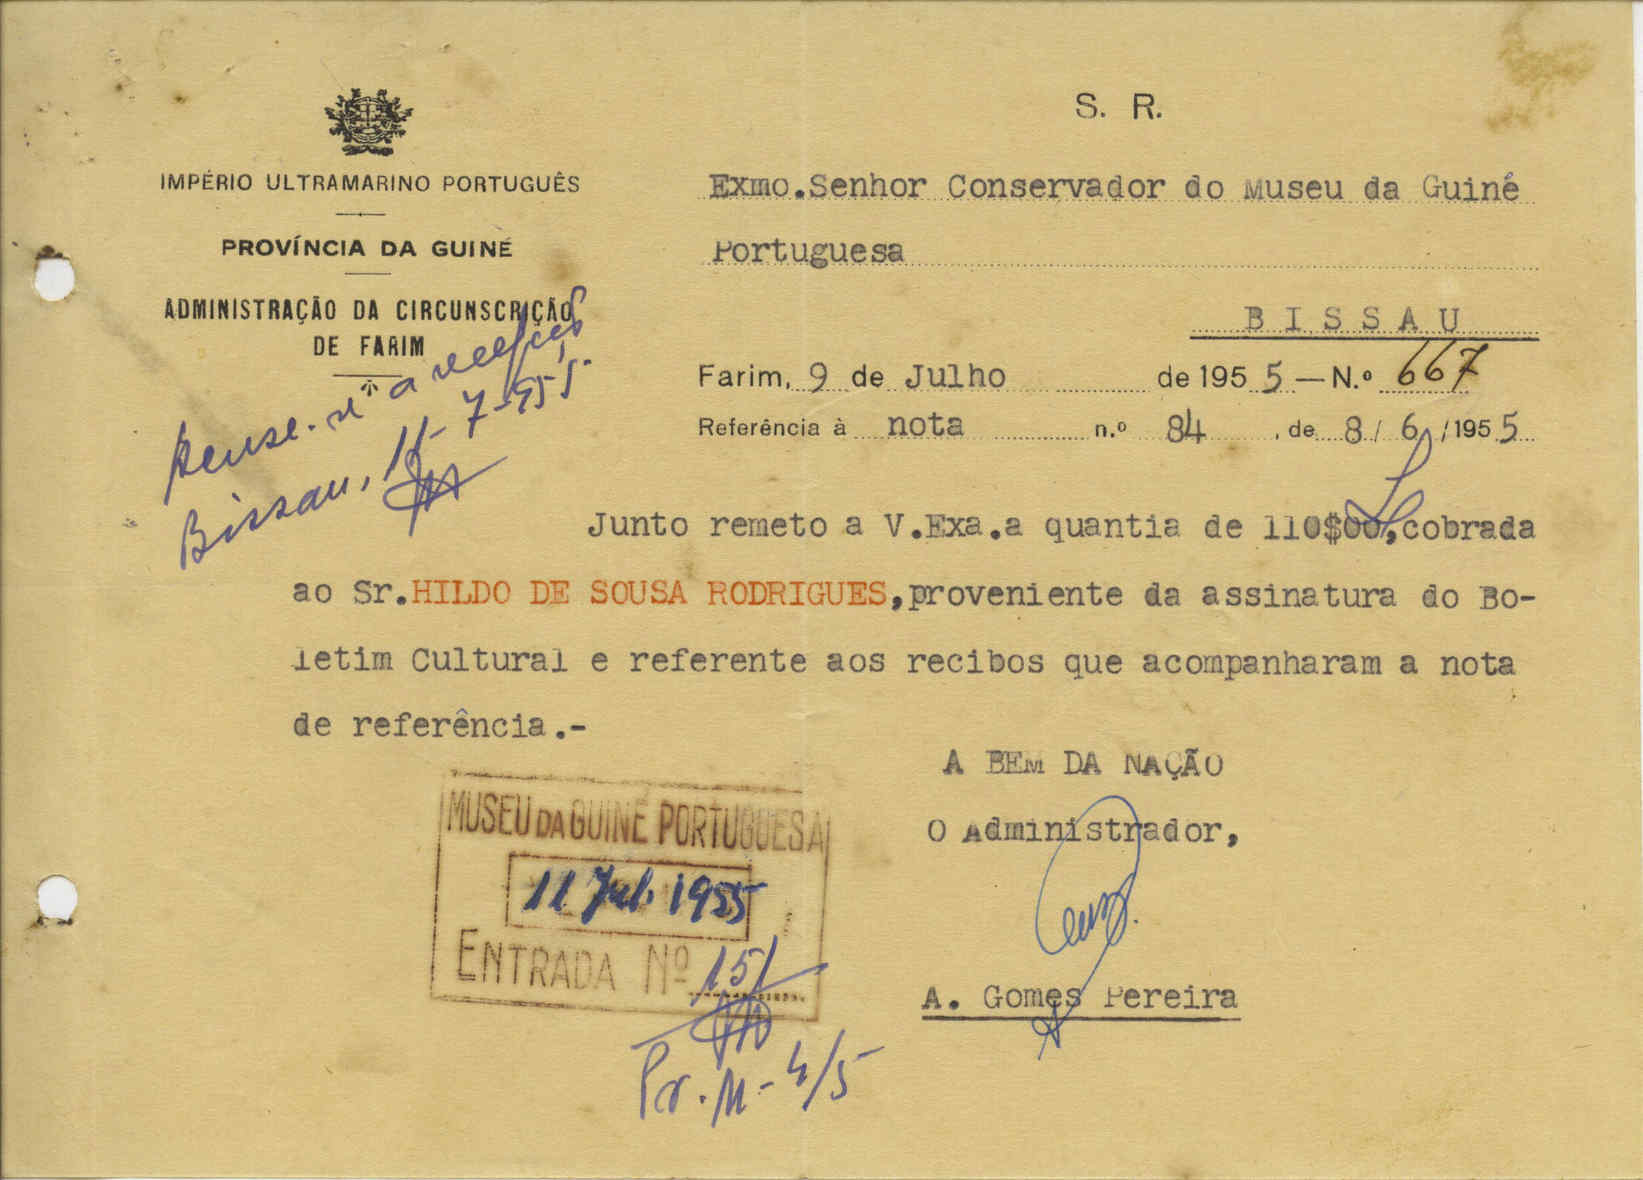 IMPÉRIO ULTRAMARINO PORTUGUÊS
PROVÍNCIA DA GUINÉ
ADMINISTRAÇÃO DA CIRCUNSCRIÇÃO
DE FARIM
S. R.
Exmo.Senhor Conservador do Museu da Guiné
Portuguesa
BISSAU
Farim, 9 de Julho de 1955 — N.º 667
Referência à nota n.º 84 , de 8 / 6 / 1955
a recepção
Bissau, 11-7-955.
Junto remeto a V.Exa.a quantia de 110$00,cobrada
ao Sr.HILDO DE SOUSA RODRIGUES,proveniente da assinatura do Bo-
letim Cultural e referente aos recibos que acompanharam a nota
de referência.-
A BEM DA NAÇÃO
O Administrador,
A. Gomes Pereira
MUSEU DA GUINÉ PORTUGUESA
11 Jul. 1955
ENTRADA Nº 151
Pr. M - 4/5